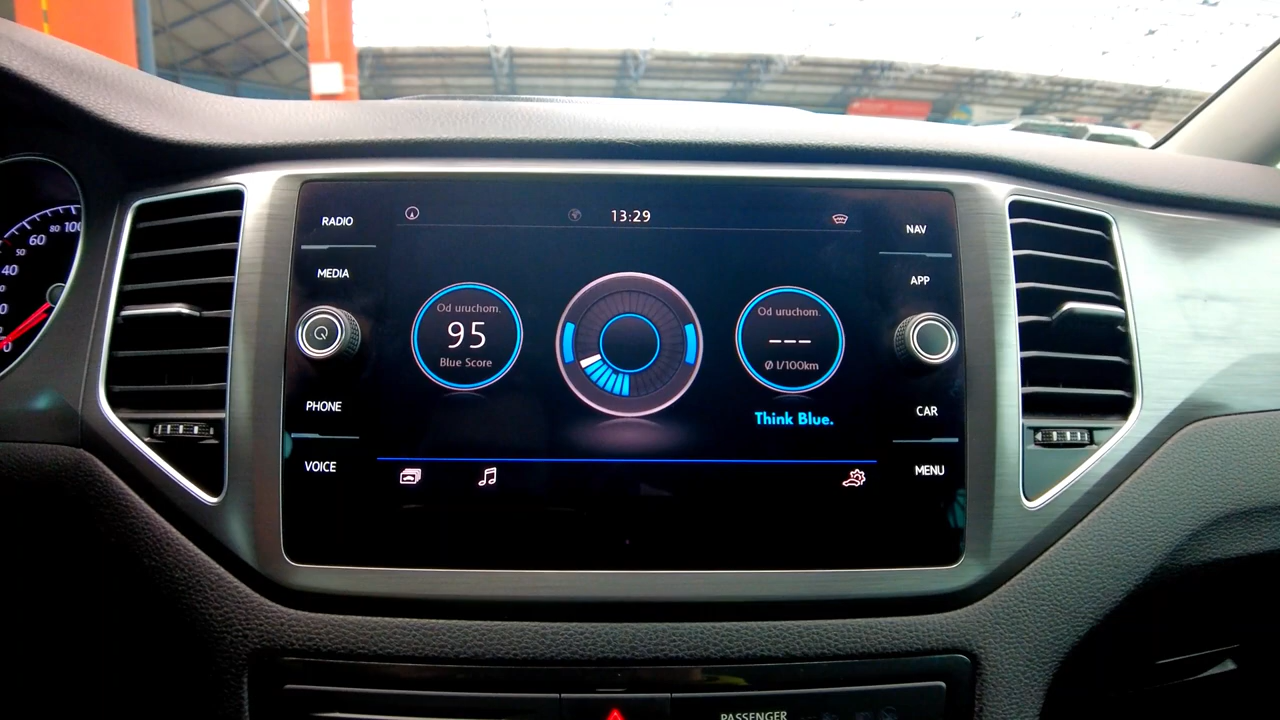 13:29
RADIO
MEDIA
PHONE
VOICE
Od uruchom.
95
Blue Score
Od uruchom.
---
Ø l/100km
Think Blue.
NAV
APP
CAR
MENU
80
100
60
50
40
0
PASSENGER